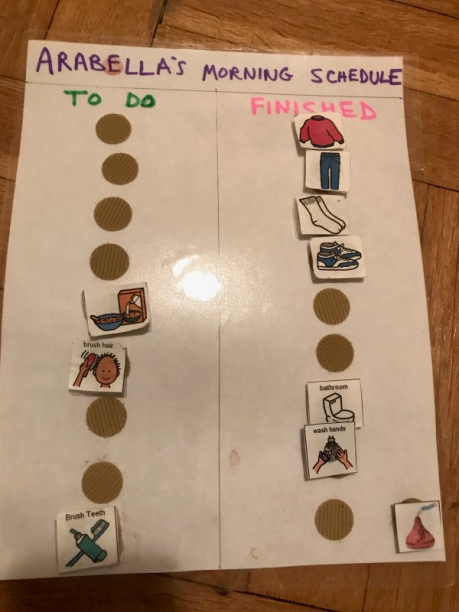 ARABELLA'S MORNING SCHEDULE
TO DO
FINISHED
brush hair
bathroom
wash hands
Brush Teeth